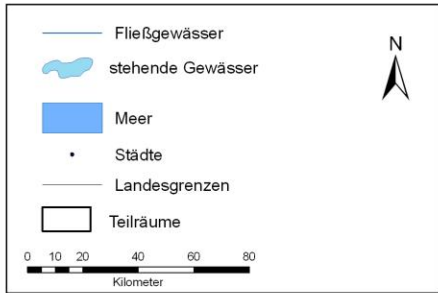 Fließgewässer
N
stehende Gewässer
Meer
Städte
Landesgrenzen
Teilräume
0 10 20 40 60 80
Kilometer